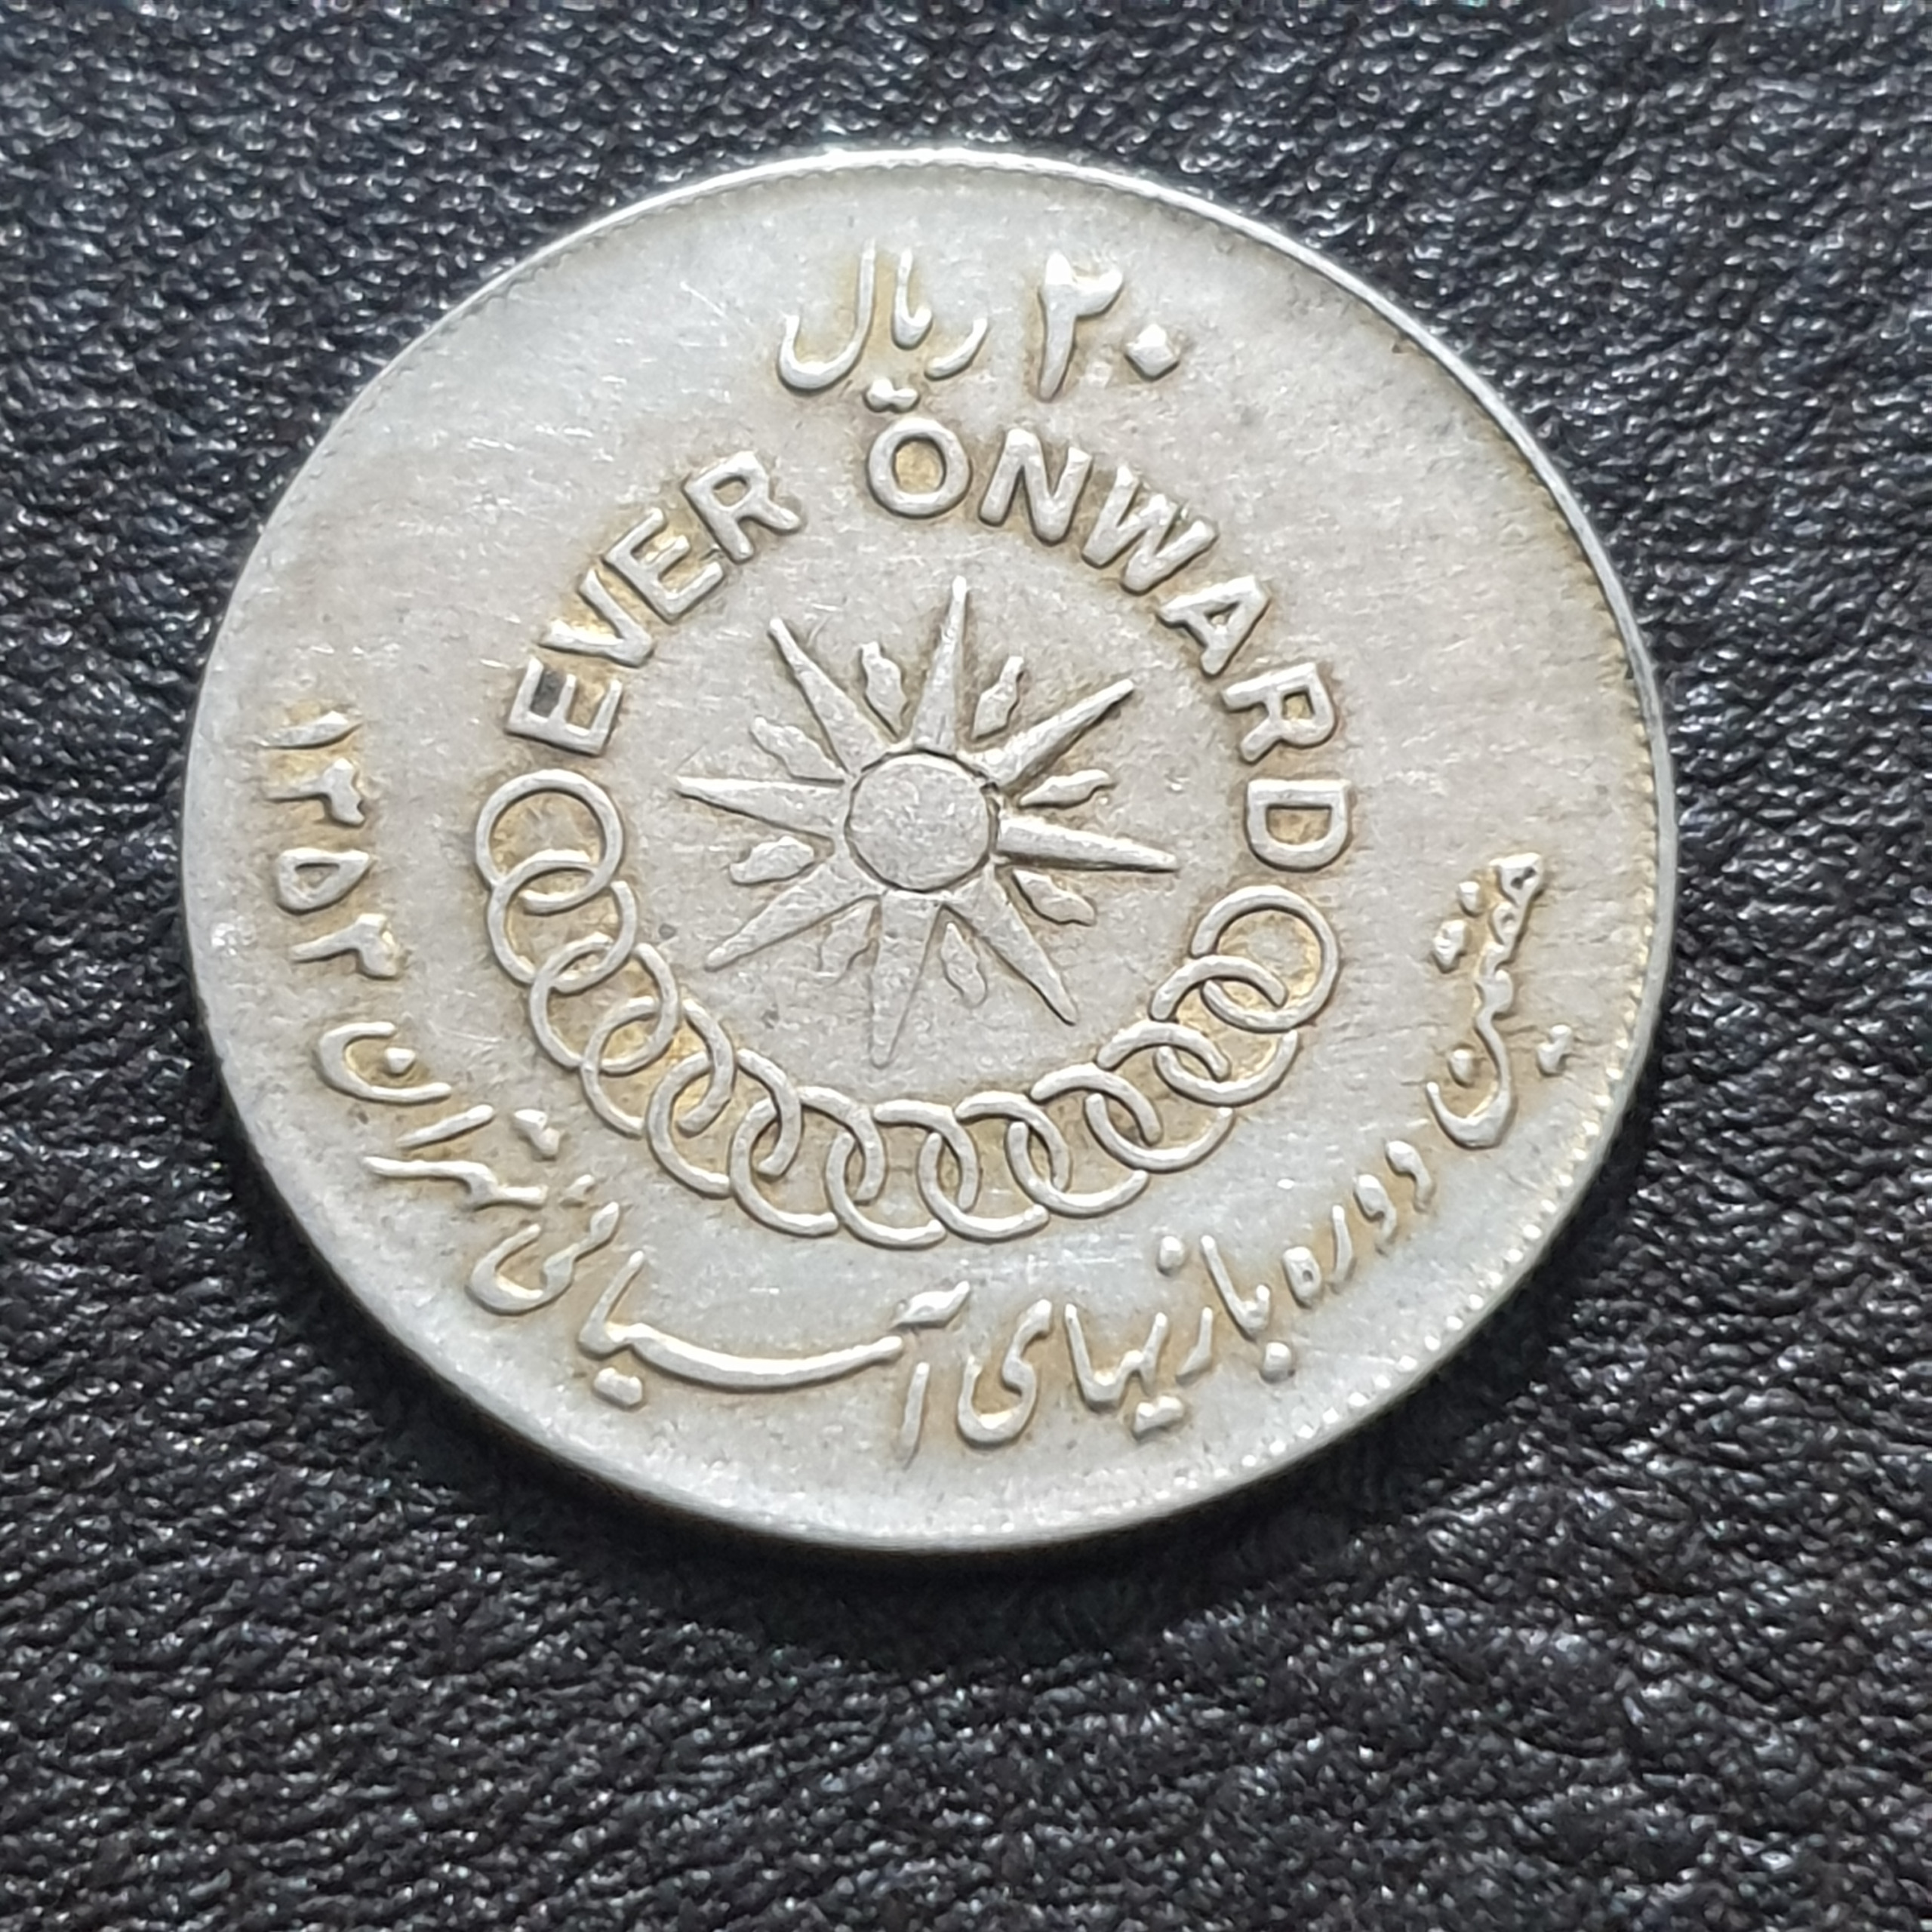 ۲۰ ریال
EVER ONWARD
هفتمین دوره بازیهای آسیائی تهران ۱۳۵۳